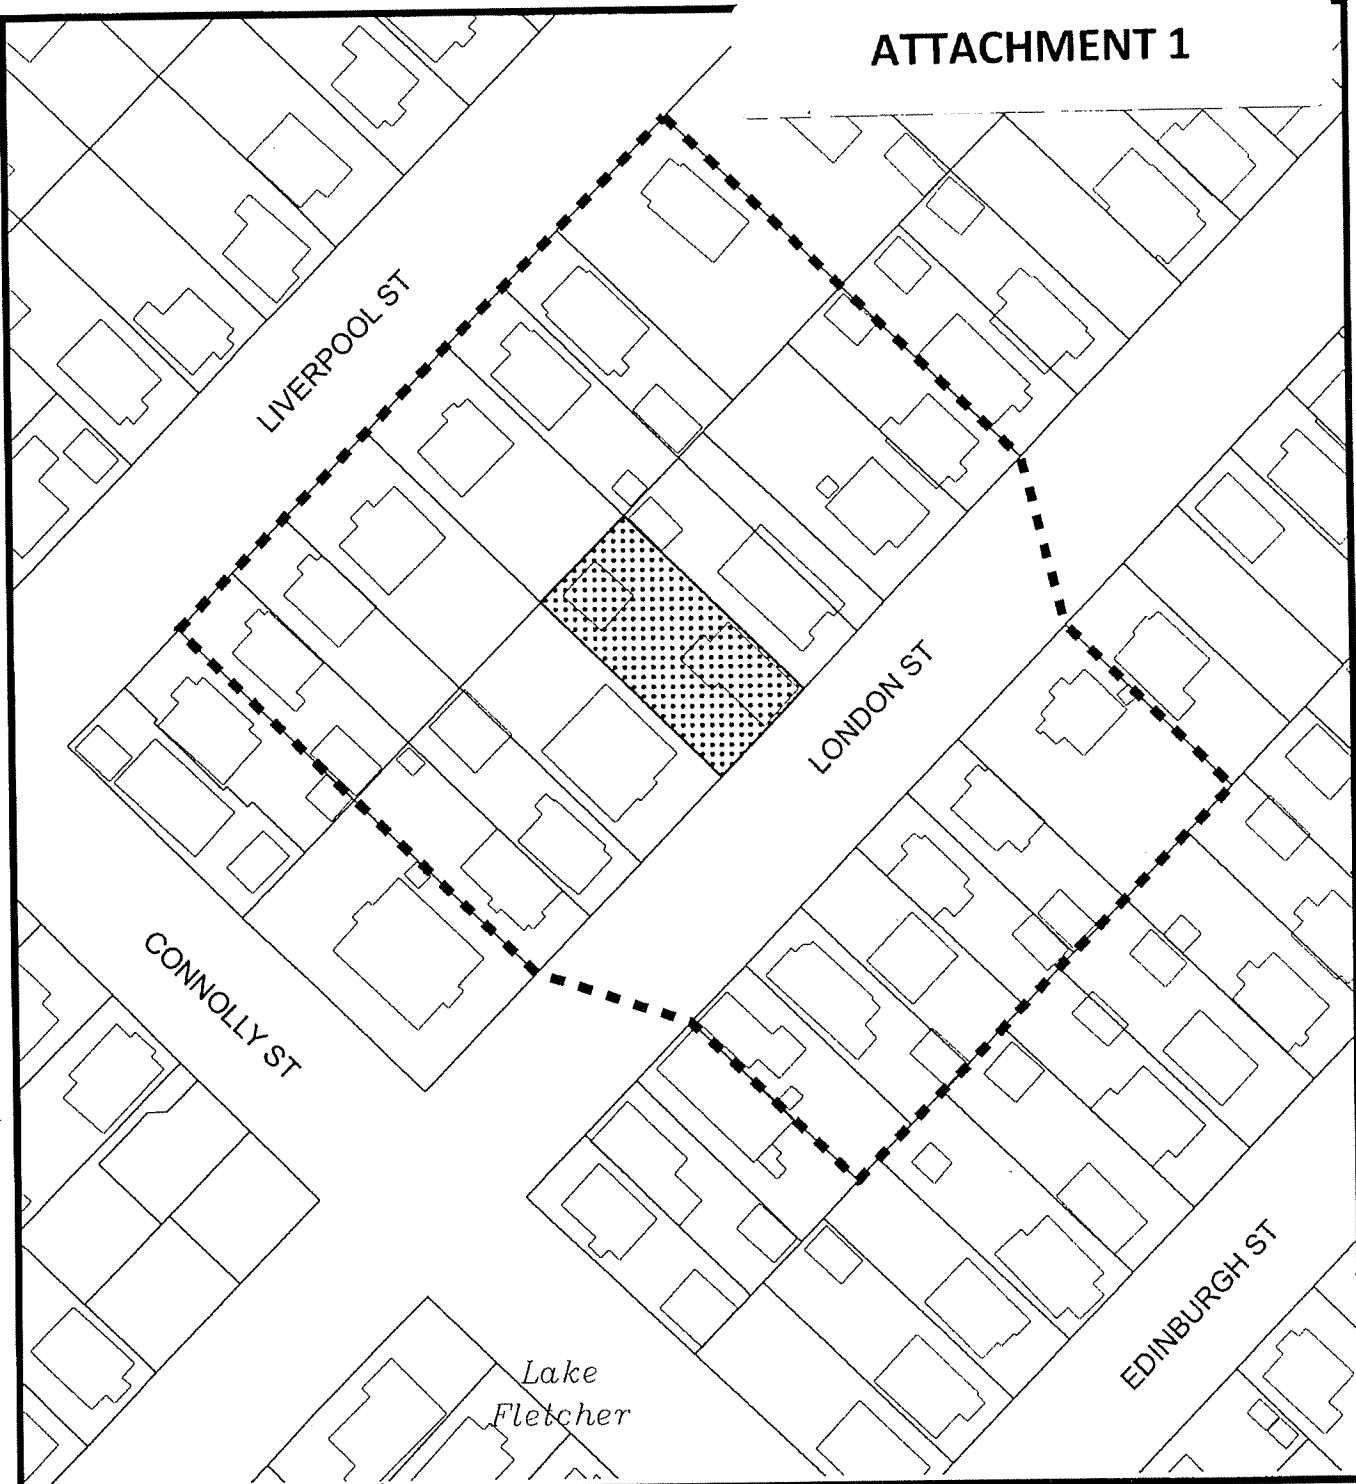 ATTACHMENT 1
LIVERPOOL ST
LONDON ST
CONNOLLY ST
EDINBURGH ST
Lake
Fletcher